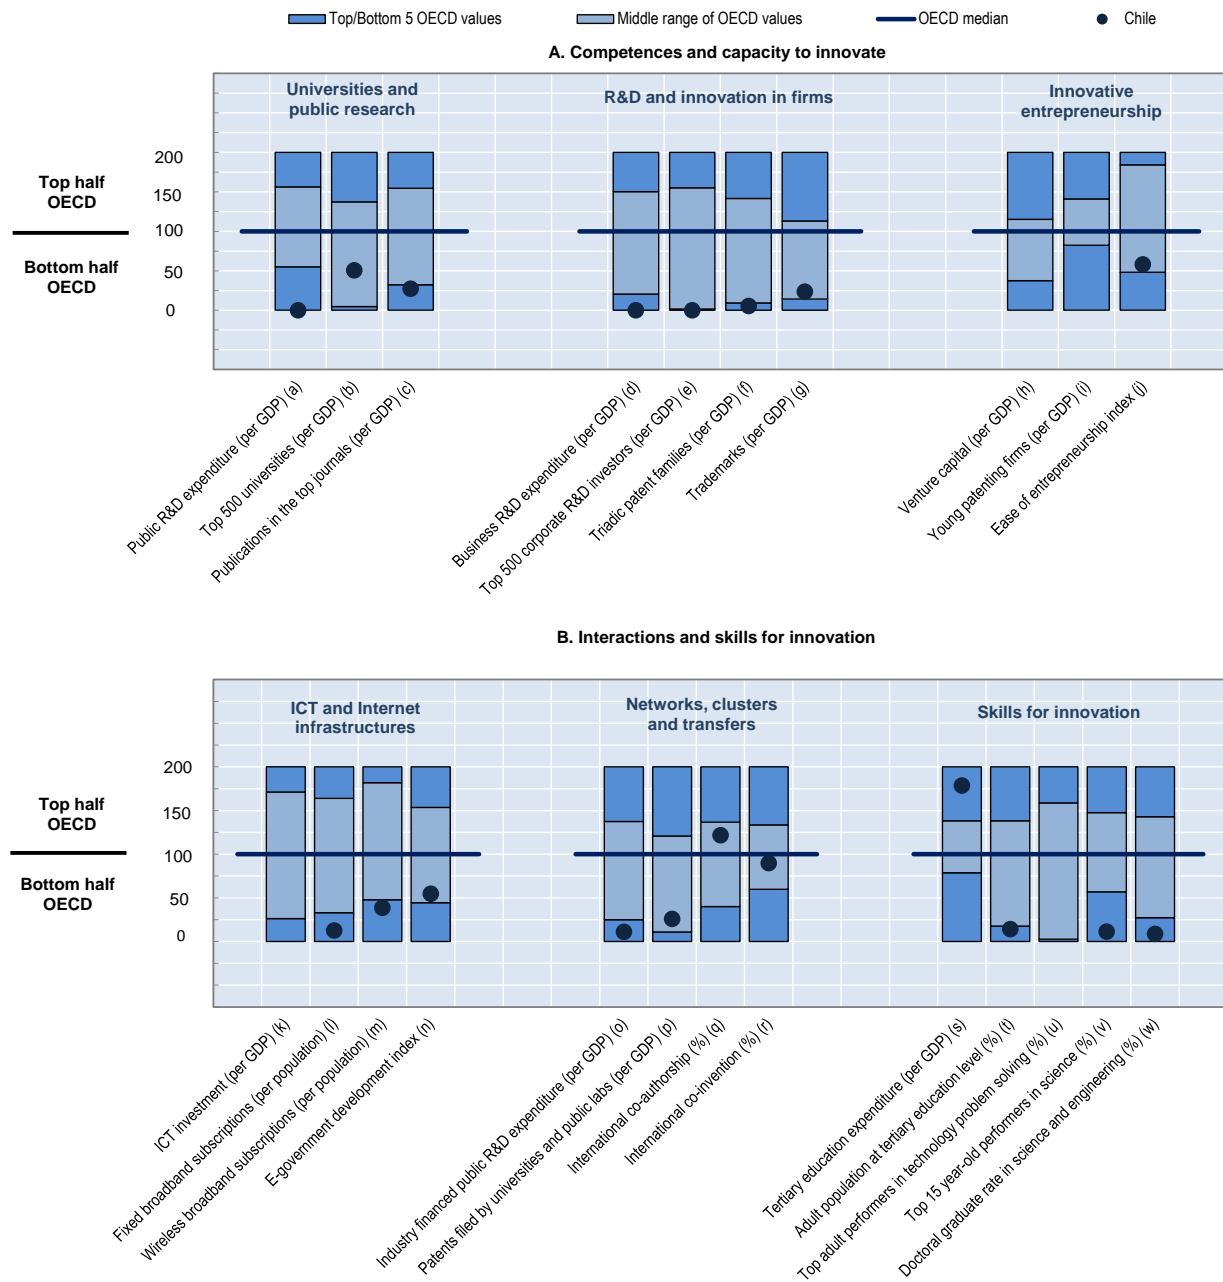 Top/Bottom 5 OECD values
Middle range of OECD values
OECD median
Chile
A. Competences and capacity to innovate
Universities and
public research
R&D and innovation in firms
Innovative
entrepreneurship
Top half
OECD
Bottom half
OECD
200
150
100
50
0
Public R&D expenditure (per GDP) (a)
Top 500 universities (per GDP) (b)
Publications in the top journals (per GDP) (c)
Business R&D expenditure (per GDP) (d)
Top 500 corporate R&D investors (per GDP) (e)
Triadic patent families (per GDP) (f)
Trademarks (per GDP) (g)
Venture capital (per GDP) (h)
Young patenting firms (per GDP) (i)
Ease of entrepreneurship index (j)
B. Interactions and skills for innovation
ICT and Internet
infrastructures
Networks, clusters
and transfers
Skills for innovation
Top half
OECD
Bottom half
OECD
200
150
100
50
0
ICT investment (per GDP) (k)
Fixed broadband subscriptions (per population) (l)
Wireless broadband subscriptions (per population) (m)
E-government development index (n)
Industry financed public R&D expenditure (per GDP) (o)
Patents filed by universities and public labs (per GDP) (p)
International co-authorship (%) (q)
International co-invention (%) (r)
Tertiary education expenditure (per GDP) (s)
Adult population at tertiary education level (%) (t)
Top adult performers in technology problem solving (%) (u)
Top 15 year-old performers in science (%) (v)
Doctoral graduate rate in science and engineering (%) (w)